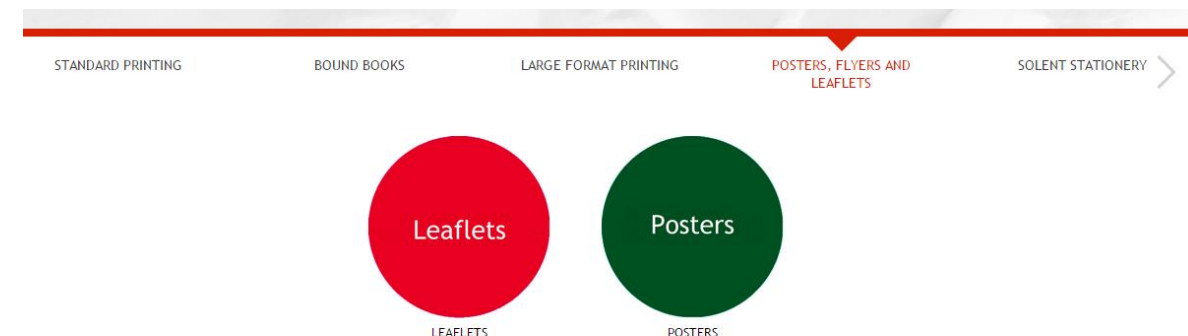 STANDARD PRINTING
BOUND BOOKS
LARGE FORMAT PRINTING
POSTERS, FLYERS AND
LEAFLETS
SOLENT STATIONERY
Leaflets
Posters
LEAFLETS
POSTERS